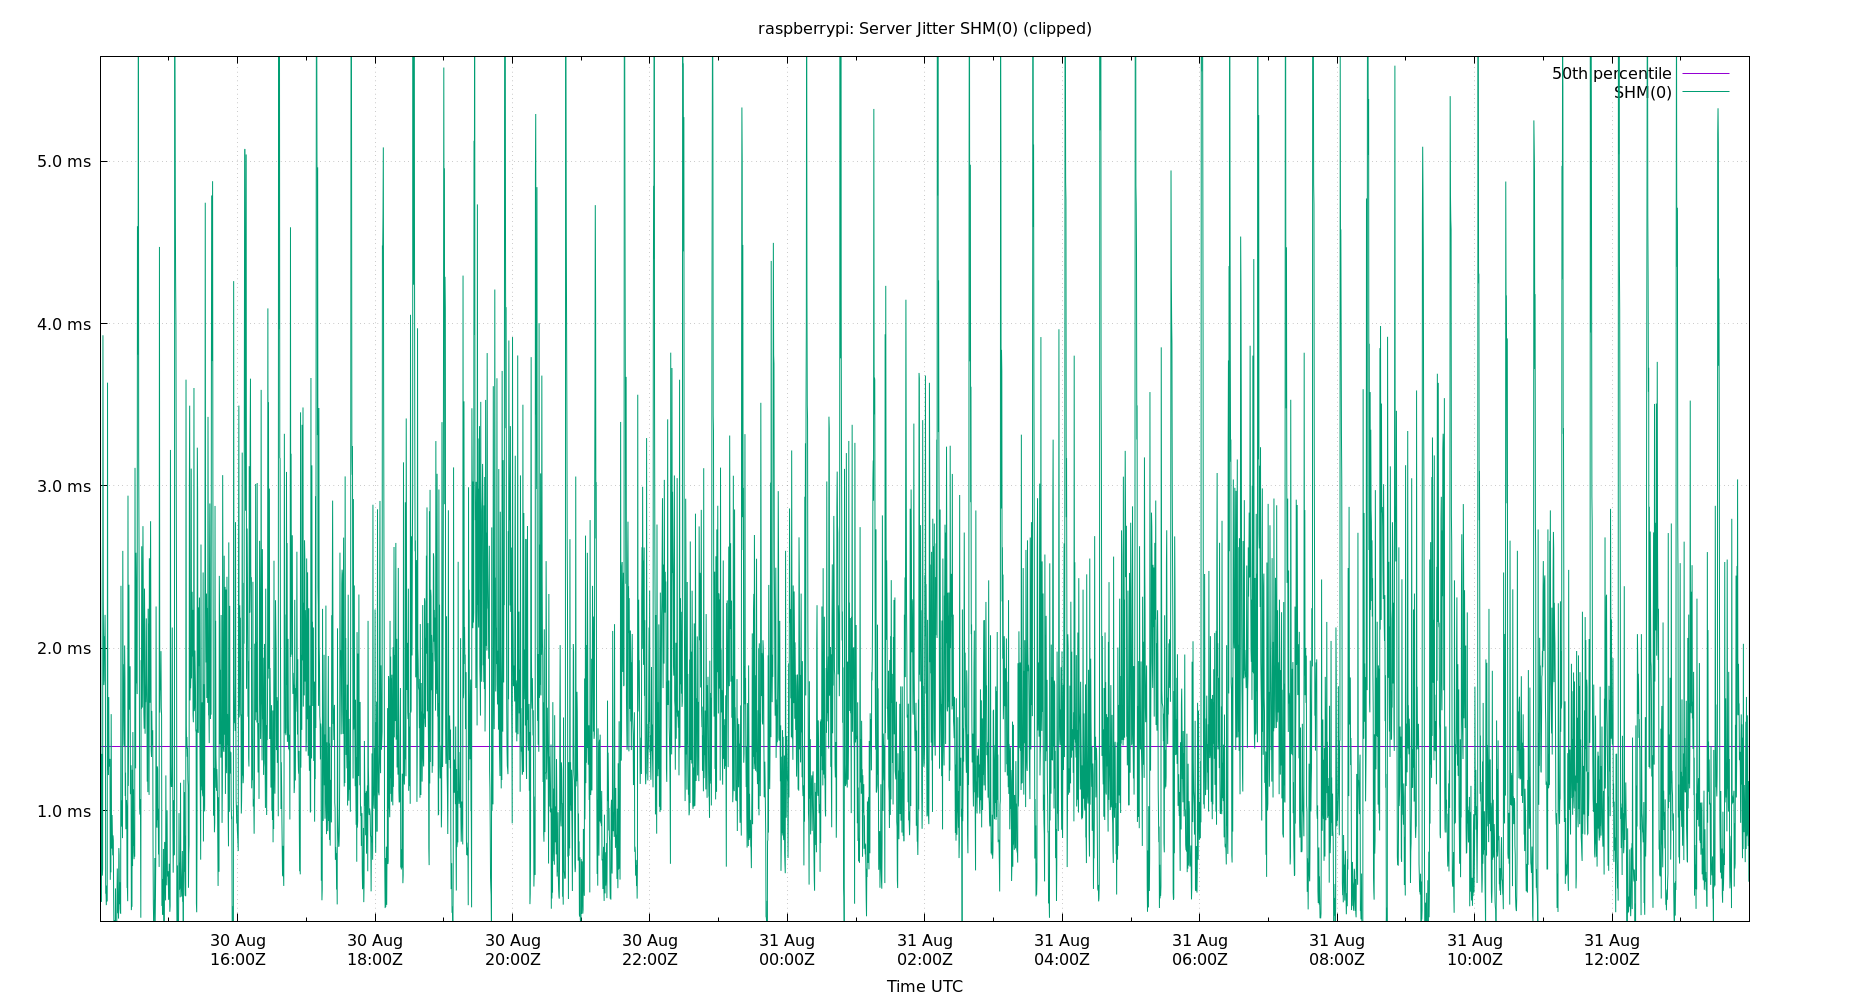 raspberrypi: Server Jitter SHM(0) (clipped)
50th percentile
SHM(0)
5.0 ms
4.0 ms
3.0 ms
2.0 ms
1.0 ms
30 Aug 30 Aug 30 Aug 30 Aug 31 Aug 31 Aug 31 Aug 31 Aug 31 Aug 31 Aug 31 Aug
16:00Z 18:00Z 20:00Z 22:00Z 00:00Z 02:00Z 04:00Z 06:00Z 08:00Z 10:00Z 12:00Z
Time UTC